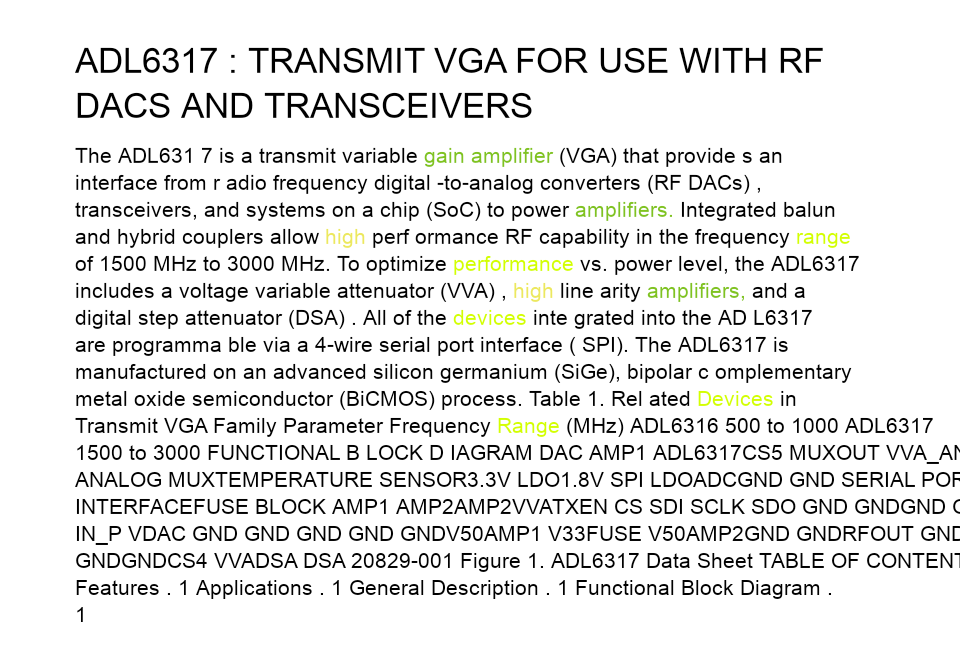 ADL6317 : TRANSMIT VGA FOR USE WITH RF
DACS AND TRANSCEIVERS
The ADL631 7 is a transmit variable gain amplifier (VGA) that provide s an
interface from r adio frequency digital -to-analog converters (RF DACs) ,
transceivers, and systems on a chip (SoC) to power amplifiers. Integrated balun
and hybrid couplers allow high perf ormance RF capability in the frequency range
of 1500 MHz to 3000 MHz. To optimize performance vs. power level, the ADL6317
includes a voltage variable attenuator (VVA) , high line arity amplifiers, and a
digital step attenuator (DSA) . All of the devices inte grated into the AD L6317
are programma ble via a 4-wire serial port interface ( SPI). The ADL6317 is
manufactured on an advanced silicon germanium (SiGe), bipolar c omplementary
metal oxide semiconductor (BiCMOS) process. Table 1. Rel ated Devices in
Transmit VGA Family Parameter Frequency Range (MHz) ADL6316 500 to 1000 ADL6317
1500 to 3000 FUNCTIONAL B LOCK D IAGRAM DAC AMP1 ADL6317CS5 MUXOUT VVA_AN
ANALOG MUXTEMPERATURE SENSOR3.3V LDO1.8V SPI LDOADCGND GND SERIAL POR
INTERFACEFUSE BLOCK AMP1 AMP2AMP2VVATXEN CS SDI SCLK SDO GND GNDGND
IN_P VDAC GND GND GND GND GNDV50AMP1 V33FUSE V50AMP2GND GNDRFOUT GND
GNDGNDCS4 VVADSA DSA 20829-001 Figure 1. ADL6317 Data Sheet TABLE OF CONTENT
Features . 1 Applications . 1 General Description . 1 Functional Block Diagram .
1